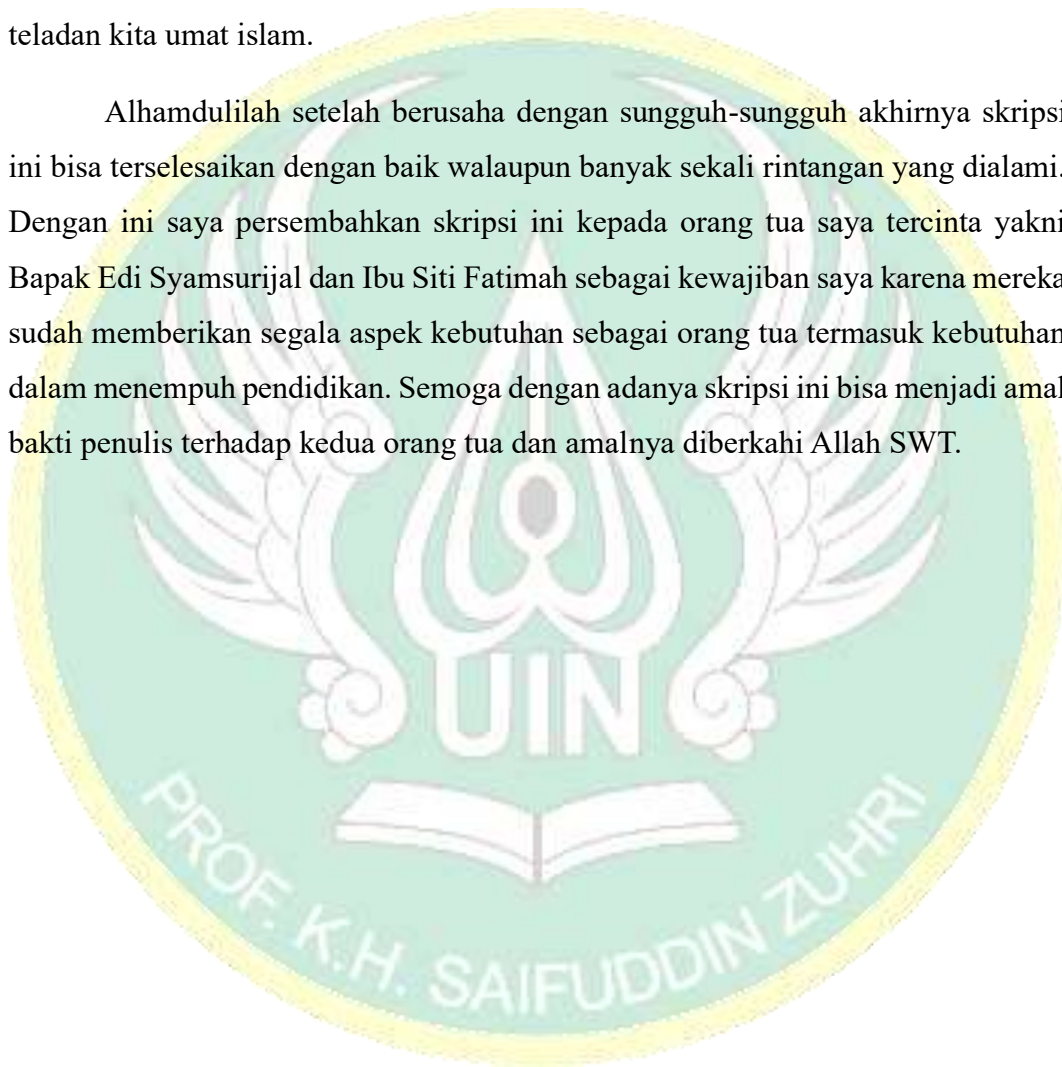 teladan kita umat islam.
Alhamdulilah setelah berusaha dengan sungguh-sungguh akhirnya skripsi
ini bisa terselesaikan dengan baik walaupun banyak sekali rintangan yang dialami.
Dengan ini saya persembahkan skripsi ini kepada orang tua saya tercinta yakni
Bapak Edi Syamsurijal dan Ibu Siti Fatimah sebagai kewajiban saya karena mereka
sudah memberikan segala aspek kebutuhan sebagai orang tua termasuk kebutuhan
dalam menempuh pendidikan. Semoga dengan adanya skripsi ini bisa menjadi amal
bakti penulis terhadap kedua orang tua dan amalnya diberkahi Allah SWT.
UIN
PROF. K.H. SAIFUDDIN ZUHRI